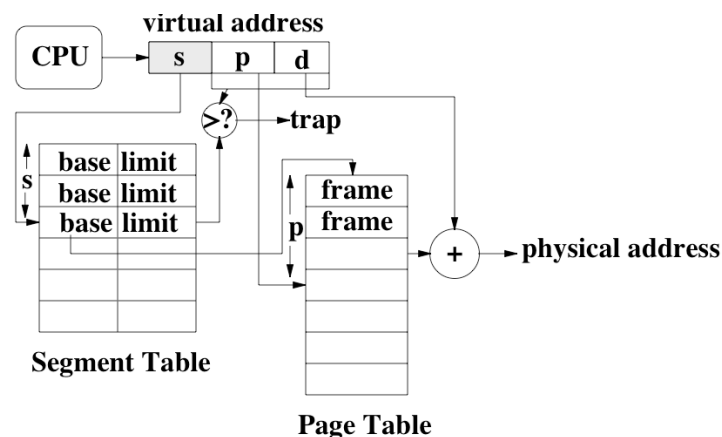 virtual address
CPU
s p d
>?
trap
s
base limit
base limit
base limit
frame
frame
p
+
physical address
Segment Table
Page Table